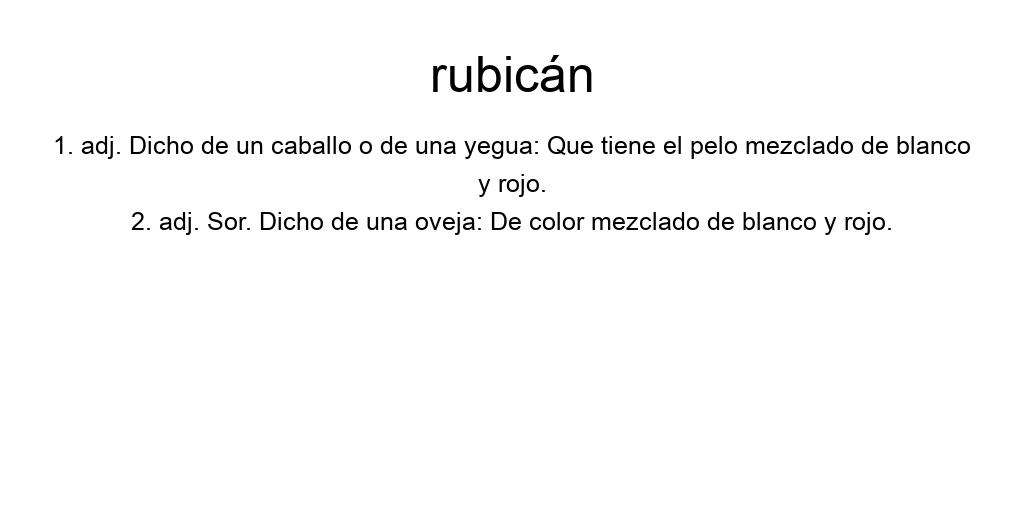 rubicán
1. adj. Dicho de un caballo o de una yegua: Que tiene el pelo mezclado de blanco
y rojo.
2. adj. Sor. Dicho de una oveja: De color mezclado de blanco y rojo.